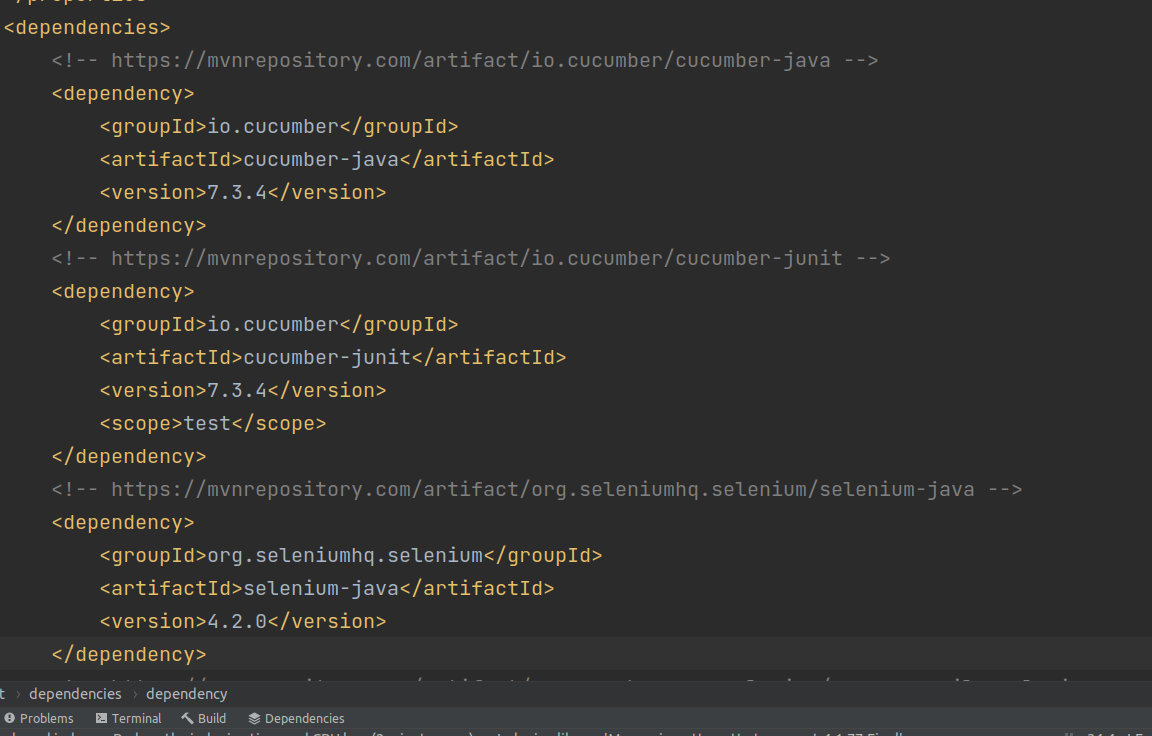 <dependencies>
<!-- https://mvnrepository.com/artifact/io.cucumber/cucumber-java -->
<dependency>
<groupId>io.cucumber</groupId>
<artifactId>cucumber-java</artifactId>
<version>7.3.4</version>
</dependency>
<!-- https://mvnrepository.com/artifact/io.cucumber/cucumber-junit -->
<dependency>
<groupId>io.cucumber</groupId>
<artifactId>cucumber-junit</artifactId>
<version>7.3.4</version>
<scope>test</scope>
</dependency>
<!-- https://mvnrepository.com/artifact/org.seleniumhq.selenium/selenium-java -->
<dependency>
<groupId>org.seleniumhq.selenium</groupId>
<artifactId>selenium-java</artifactId>
<version>4.2.0</version>
</dependency>
t › dependencies › dependency
Problems Terminal Build Dependencies